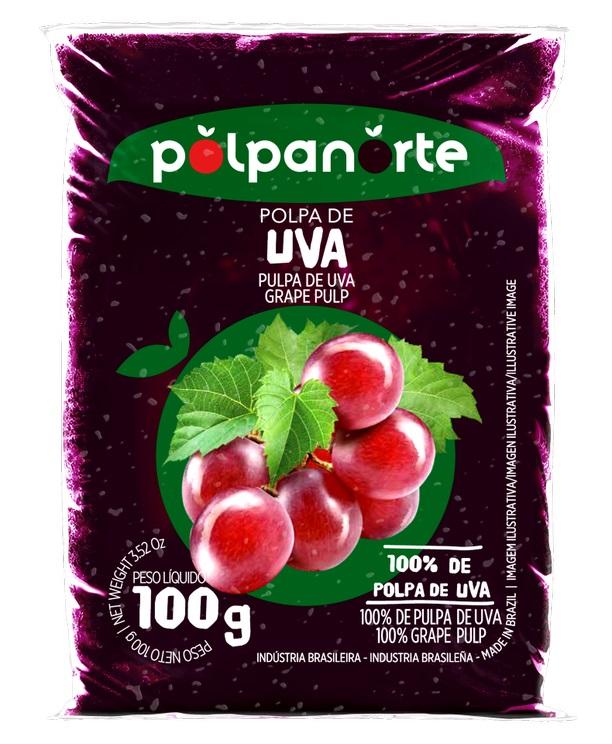 polpanorte
POLPA DE
UVA
PULPA DE UVA
GRAPE PULP
IMAGEM ILUSTRATIVA/IMAGEN ILUSTRATIVA/ILLUSTRATIVE IMAGE
PESO NETO 100g | NET WEIGHT 3.52 Oz
PESO LÍQUIDO
100g
100% DE
POLPA DE UVA
100% DE PULPA DE UVA
100% GRAPE PULP
INDÚSTRIA BRASILEIRA - INDUSTRIA BRASILEÑA - MADE IN BRAZIL |